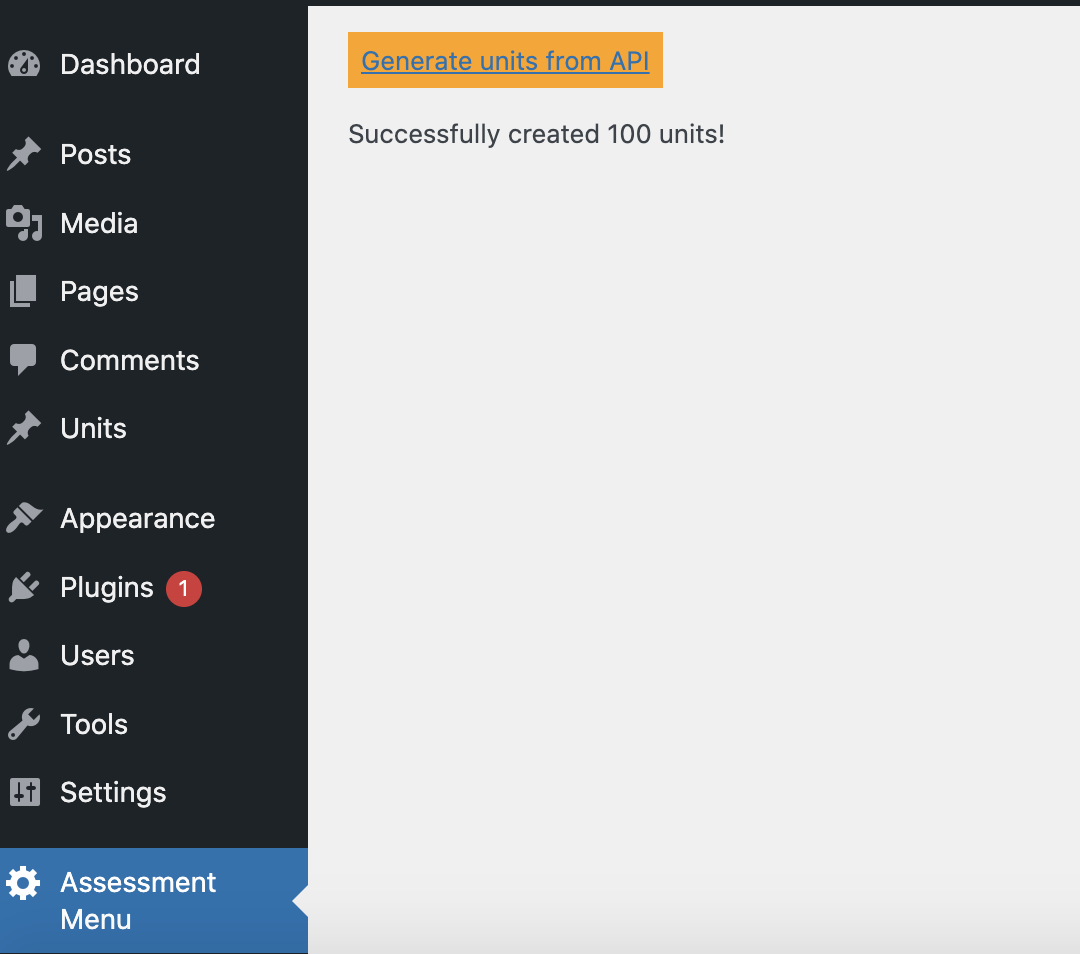 Dashboard
Posts
Media
Pages
Comments
Units
Appearance
Plugins 1
Users
Tools
Settings
Assessment
Menu
Generate units from API
Successfully created 100 units!